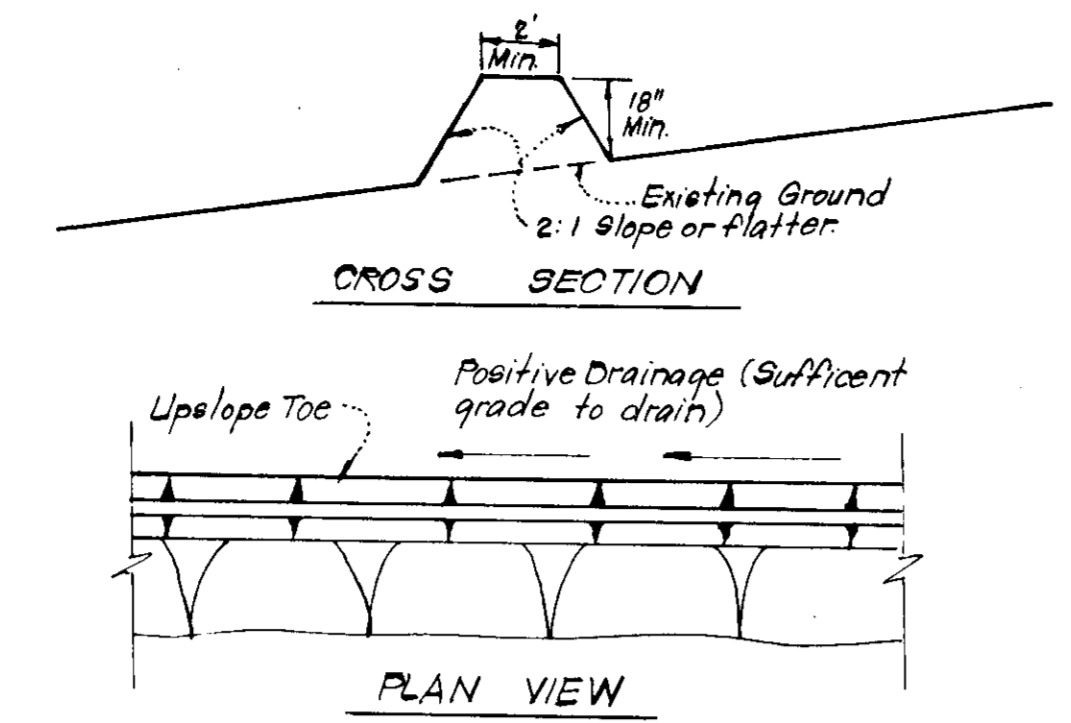 2'
Min.
18"
Min.
Existing Ground
2:1 Slope or flatter.
CROSS SECTION
Positive Drainage (Sufficent
grade to drain)
Upslope Toe
PLAN VIEW